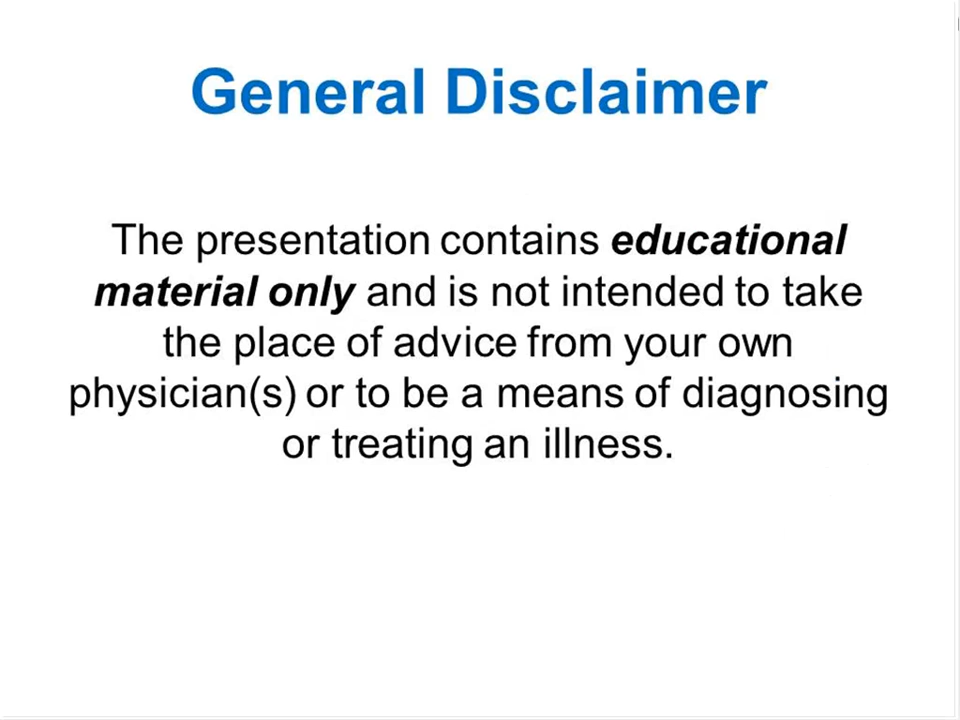 General Disclaimer
The presentation contains educational
material only and is not intended to take
the place of advice from your own
physician(s) or to be a means of diagnosing
or treating an illness.